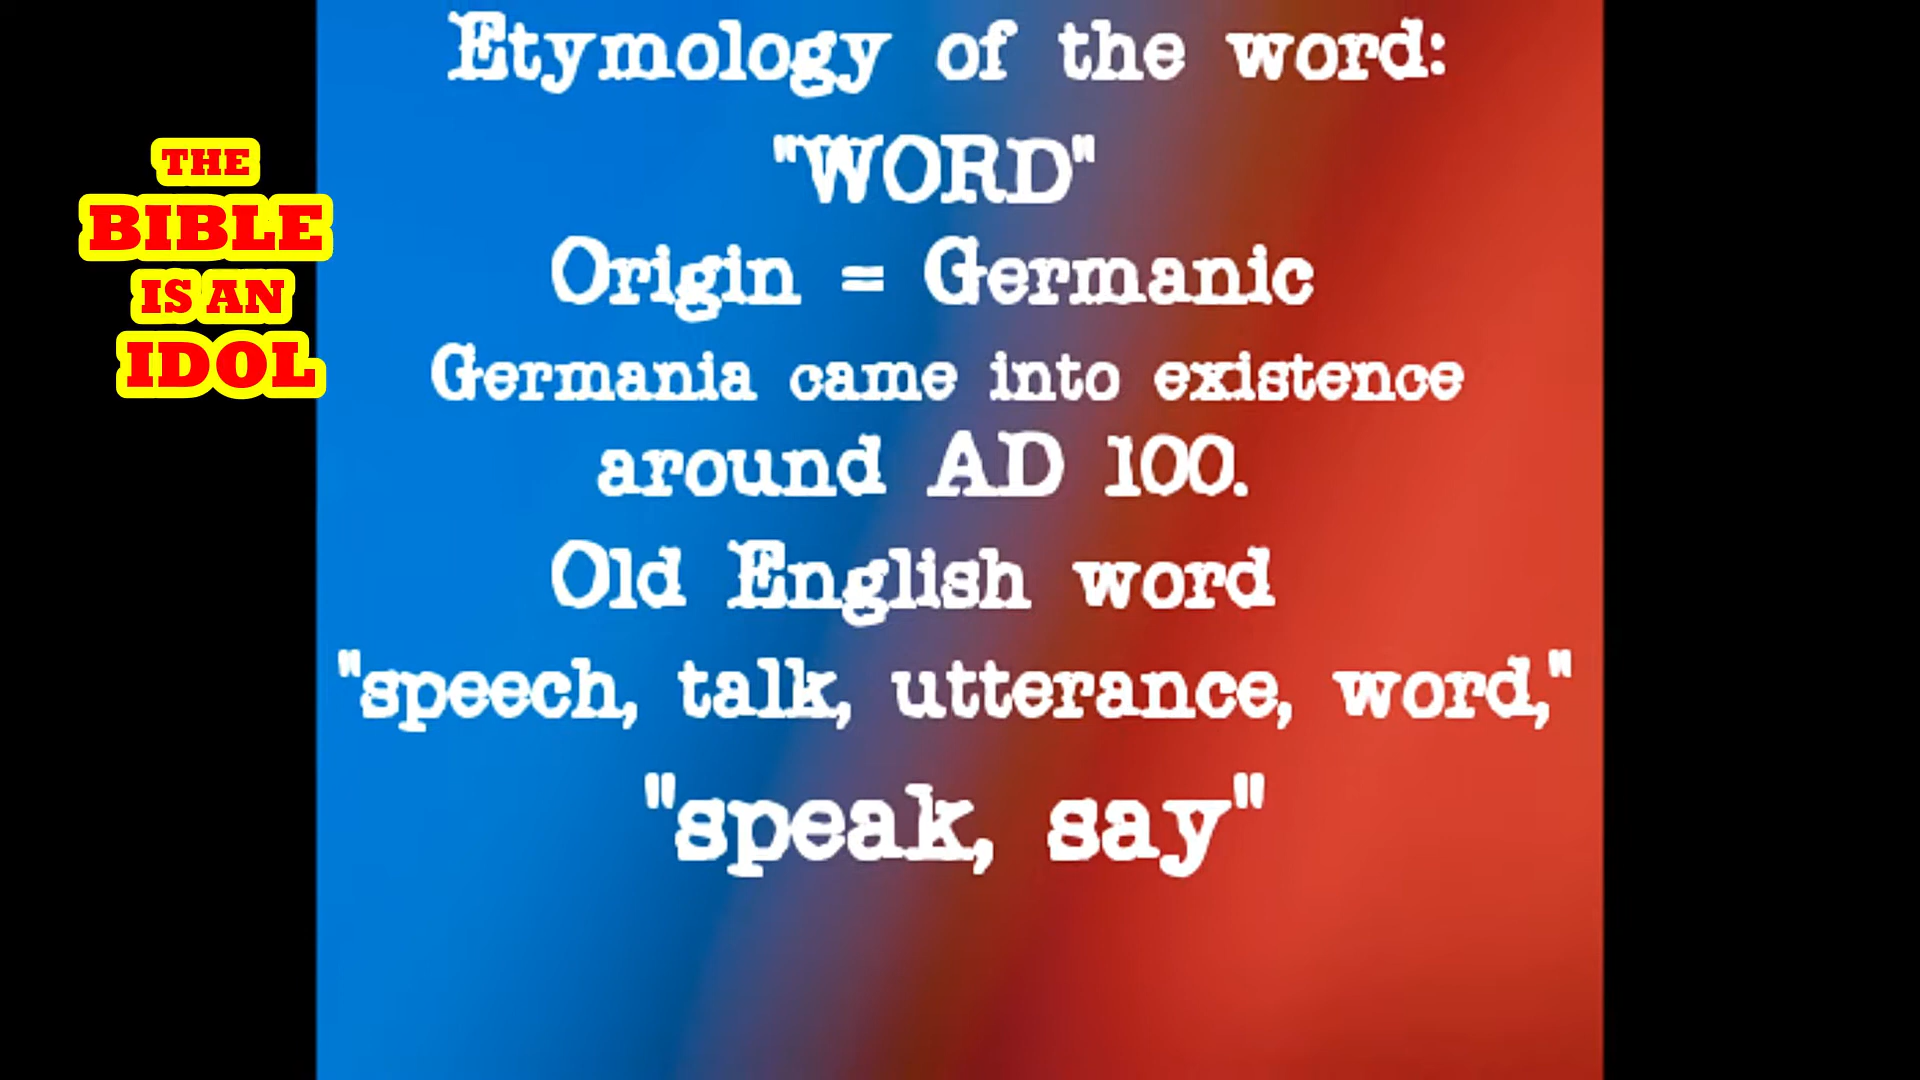 THE
BIBLE
IS AN
IDOL
Etymology of the word:
"WORD"
Origin = Germanic
Germania came into existence
around AD 100.
Old English word
"speech, talk, utterance, word,"
"speak, say"